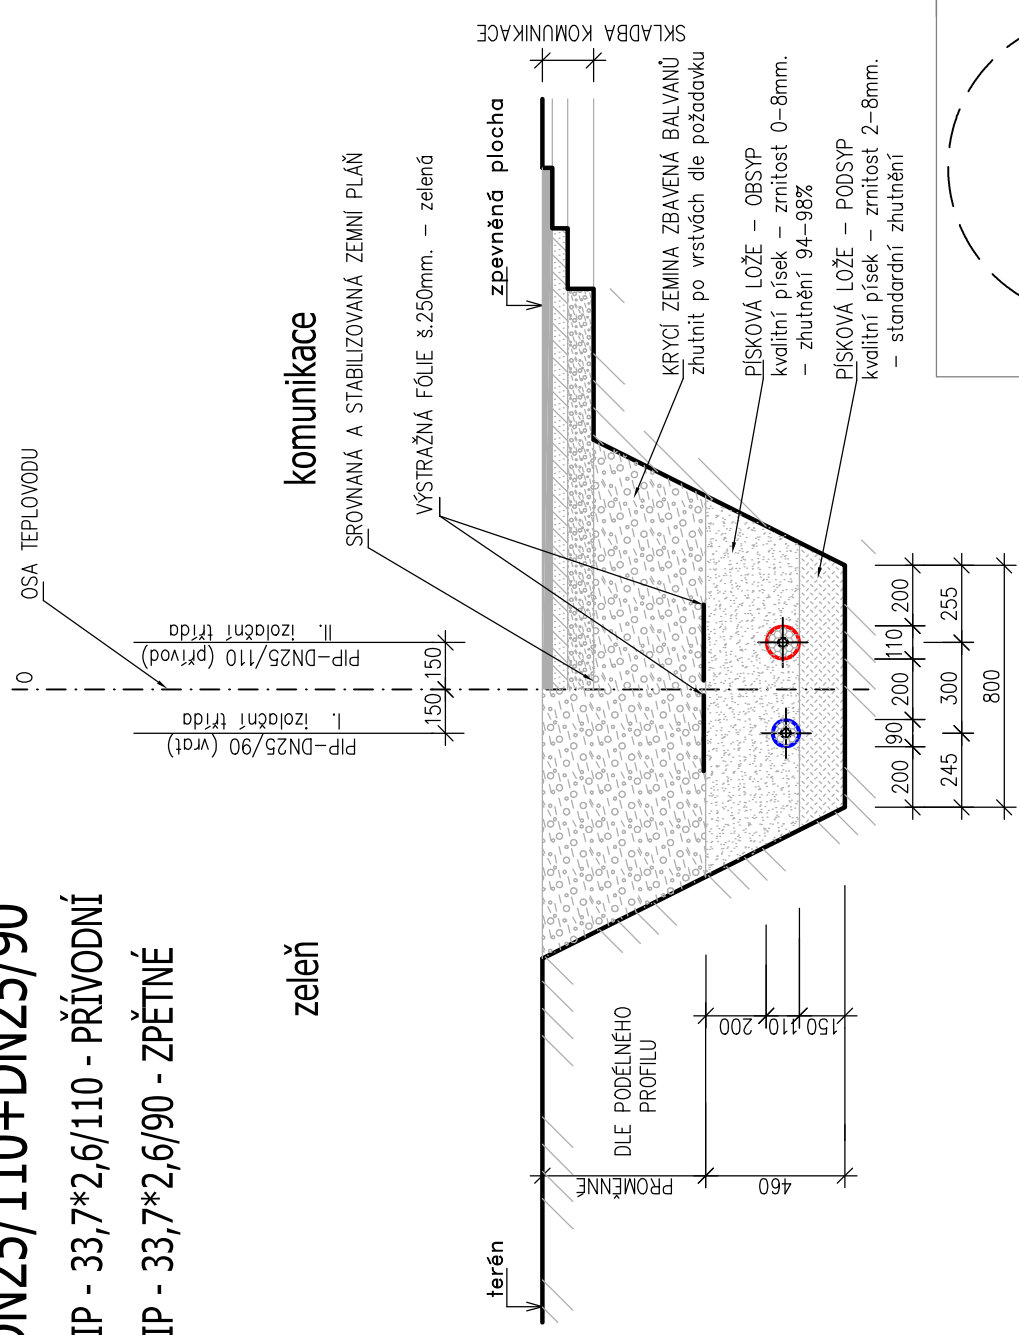 DN25/110+DN25/90
IP - 33,7*2,6/110 - PŘÍVODNÍ
IP - 33,7*2,6/90 - ZPĚTNÉ
zeleň
komunikace
OSA TEPLOVODU
0
PIP-DN25/90 (vrat)
I. izolační třída
PIP-DN25/110 (přívod)
II. izolační třída
150
150
SROVNANÁ A STABILIZOVANÁ ZEMNÍ PLÁŇ
VÝSTRAŽNÁ FÓLIE š.250mm. - zelená
terén
zpevněná plocha
SKLADBA KOMUNIKACE
KRYCÍ ZEMINA ZBAVENÁ BALVANŮ
zhutnit po vrstvách dle požadavku
PÍSKOVÁ LOŽE - OBSYP
kvalitní písek - zrnitost 0-8mm.
- zhutnění 94-98%
PÍSKOVÁ LOŽE - PODSYP
kvalitní písek - zrnitost 2-8mm.
- standardní zhutnění
DLE PODÉLNÉHO
PROFILU
PROMĚNNÉ
460
200
110
150
200
90
200
110
200
245
300
255
800